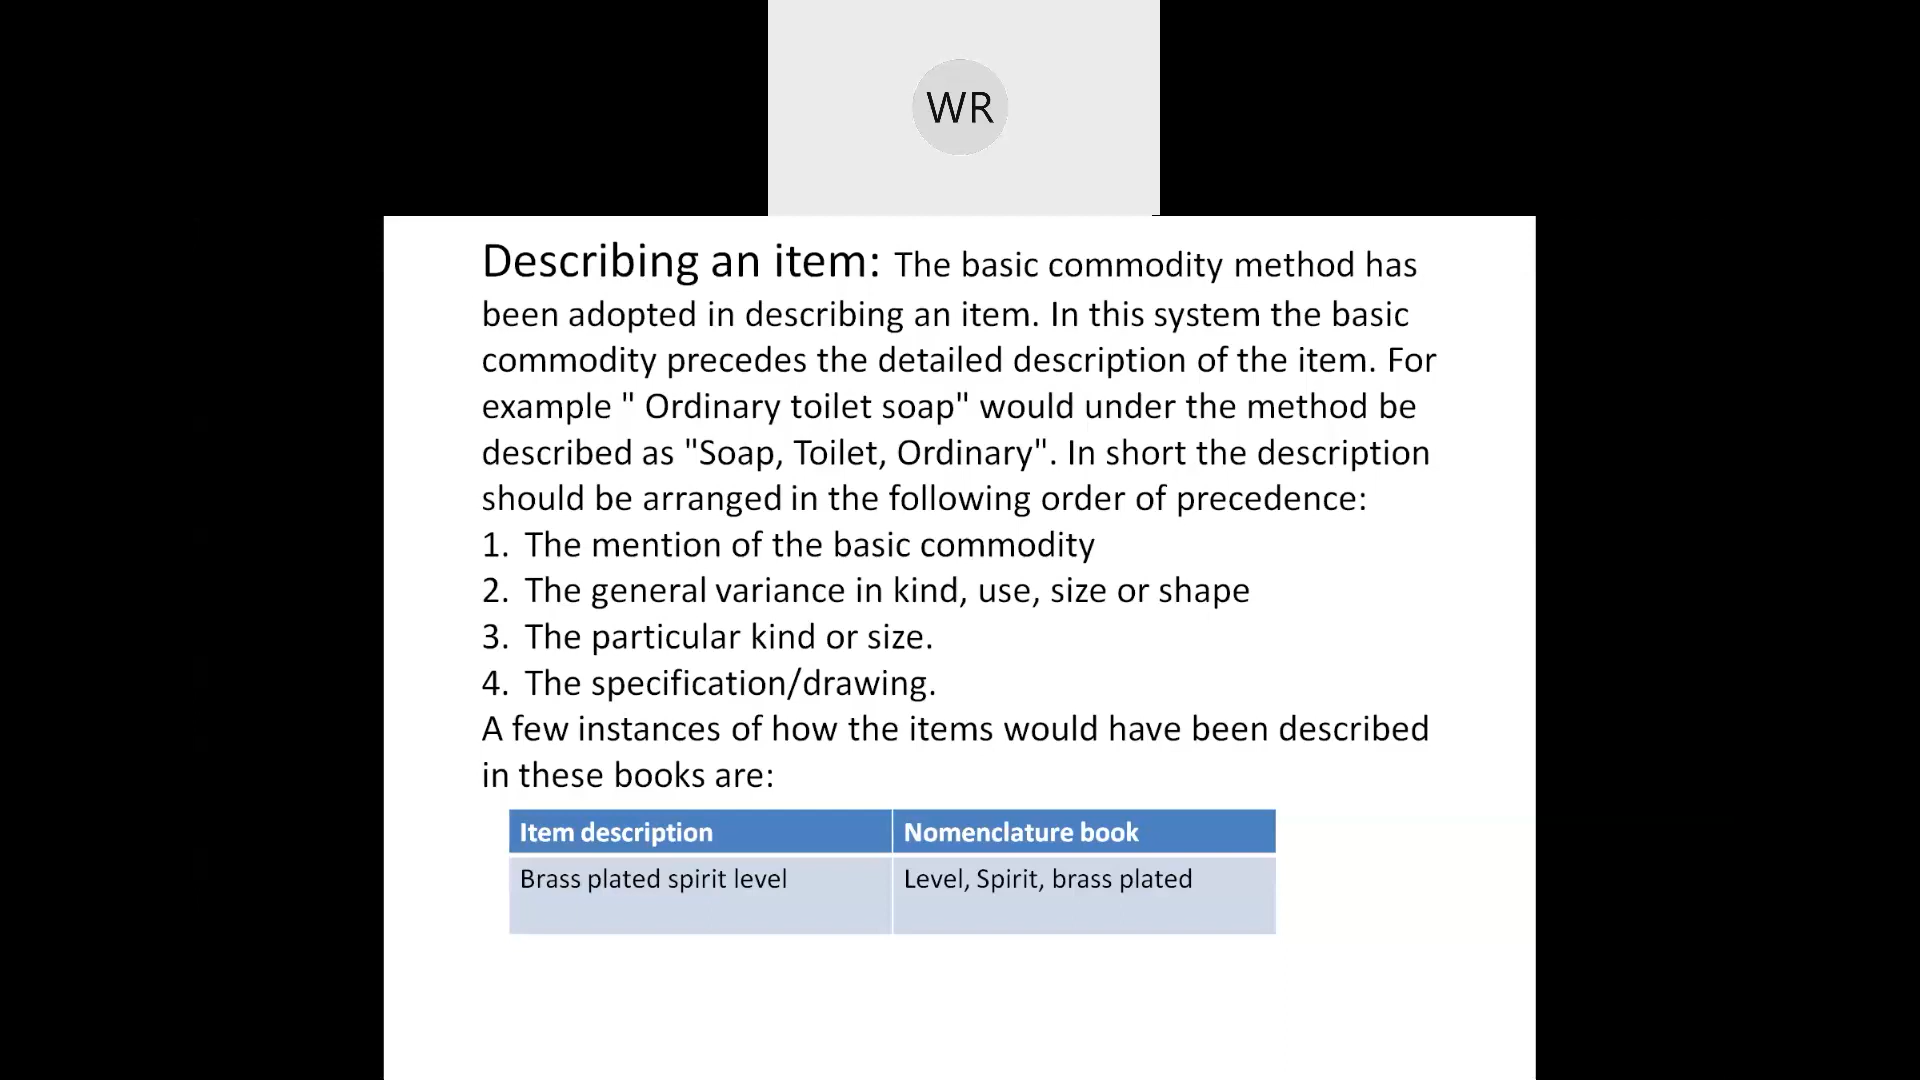 WR
Describing an item: The basic commodity method has
been adopted in describing an item. In this system the basic
commodity precedes the detailed description of the item. For
example " Ordinary toilet soap" would under the method be
described as "Soap, Toilet, Ordinary". In short the description
should be arranged in the following order of precedence:
1. The mention of the basic commodity
2. The general variance in kind, use, size or shape
3. The particular kind or size.
4. The specification/drawing.
A few instances of how the items would have been described
in these books are:
Item description Nomenclature book
Brass plated spirit level Level, Spirit, brass plated